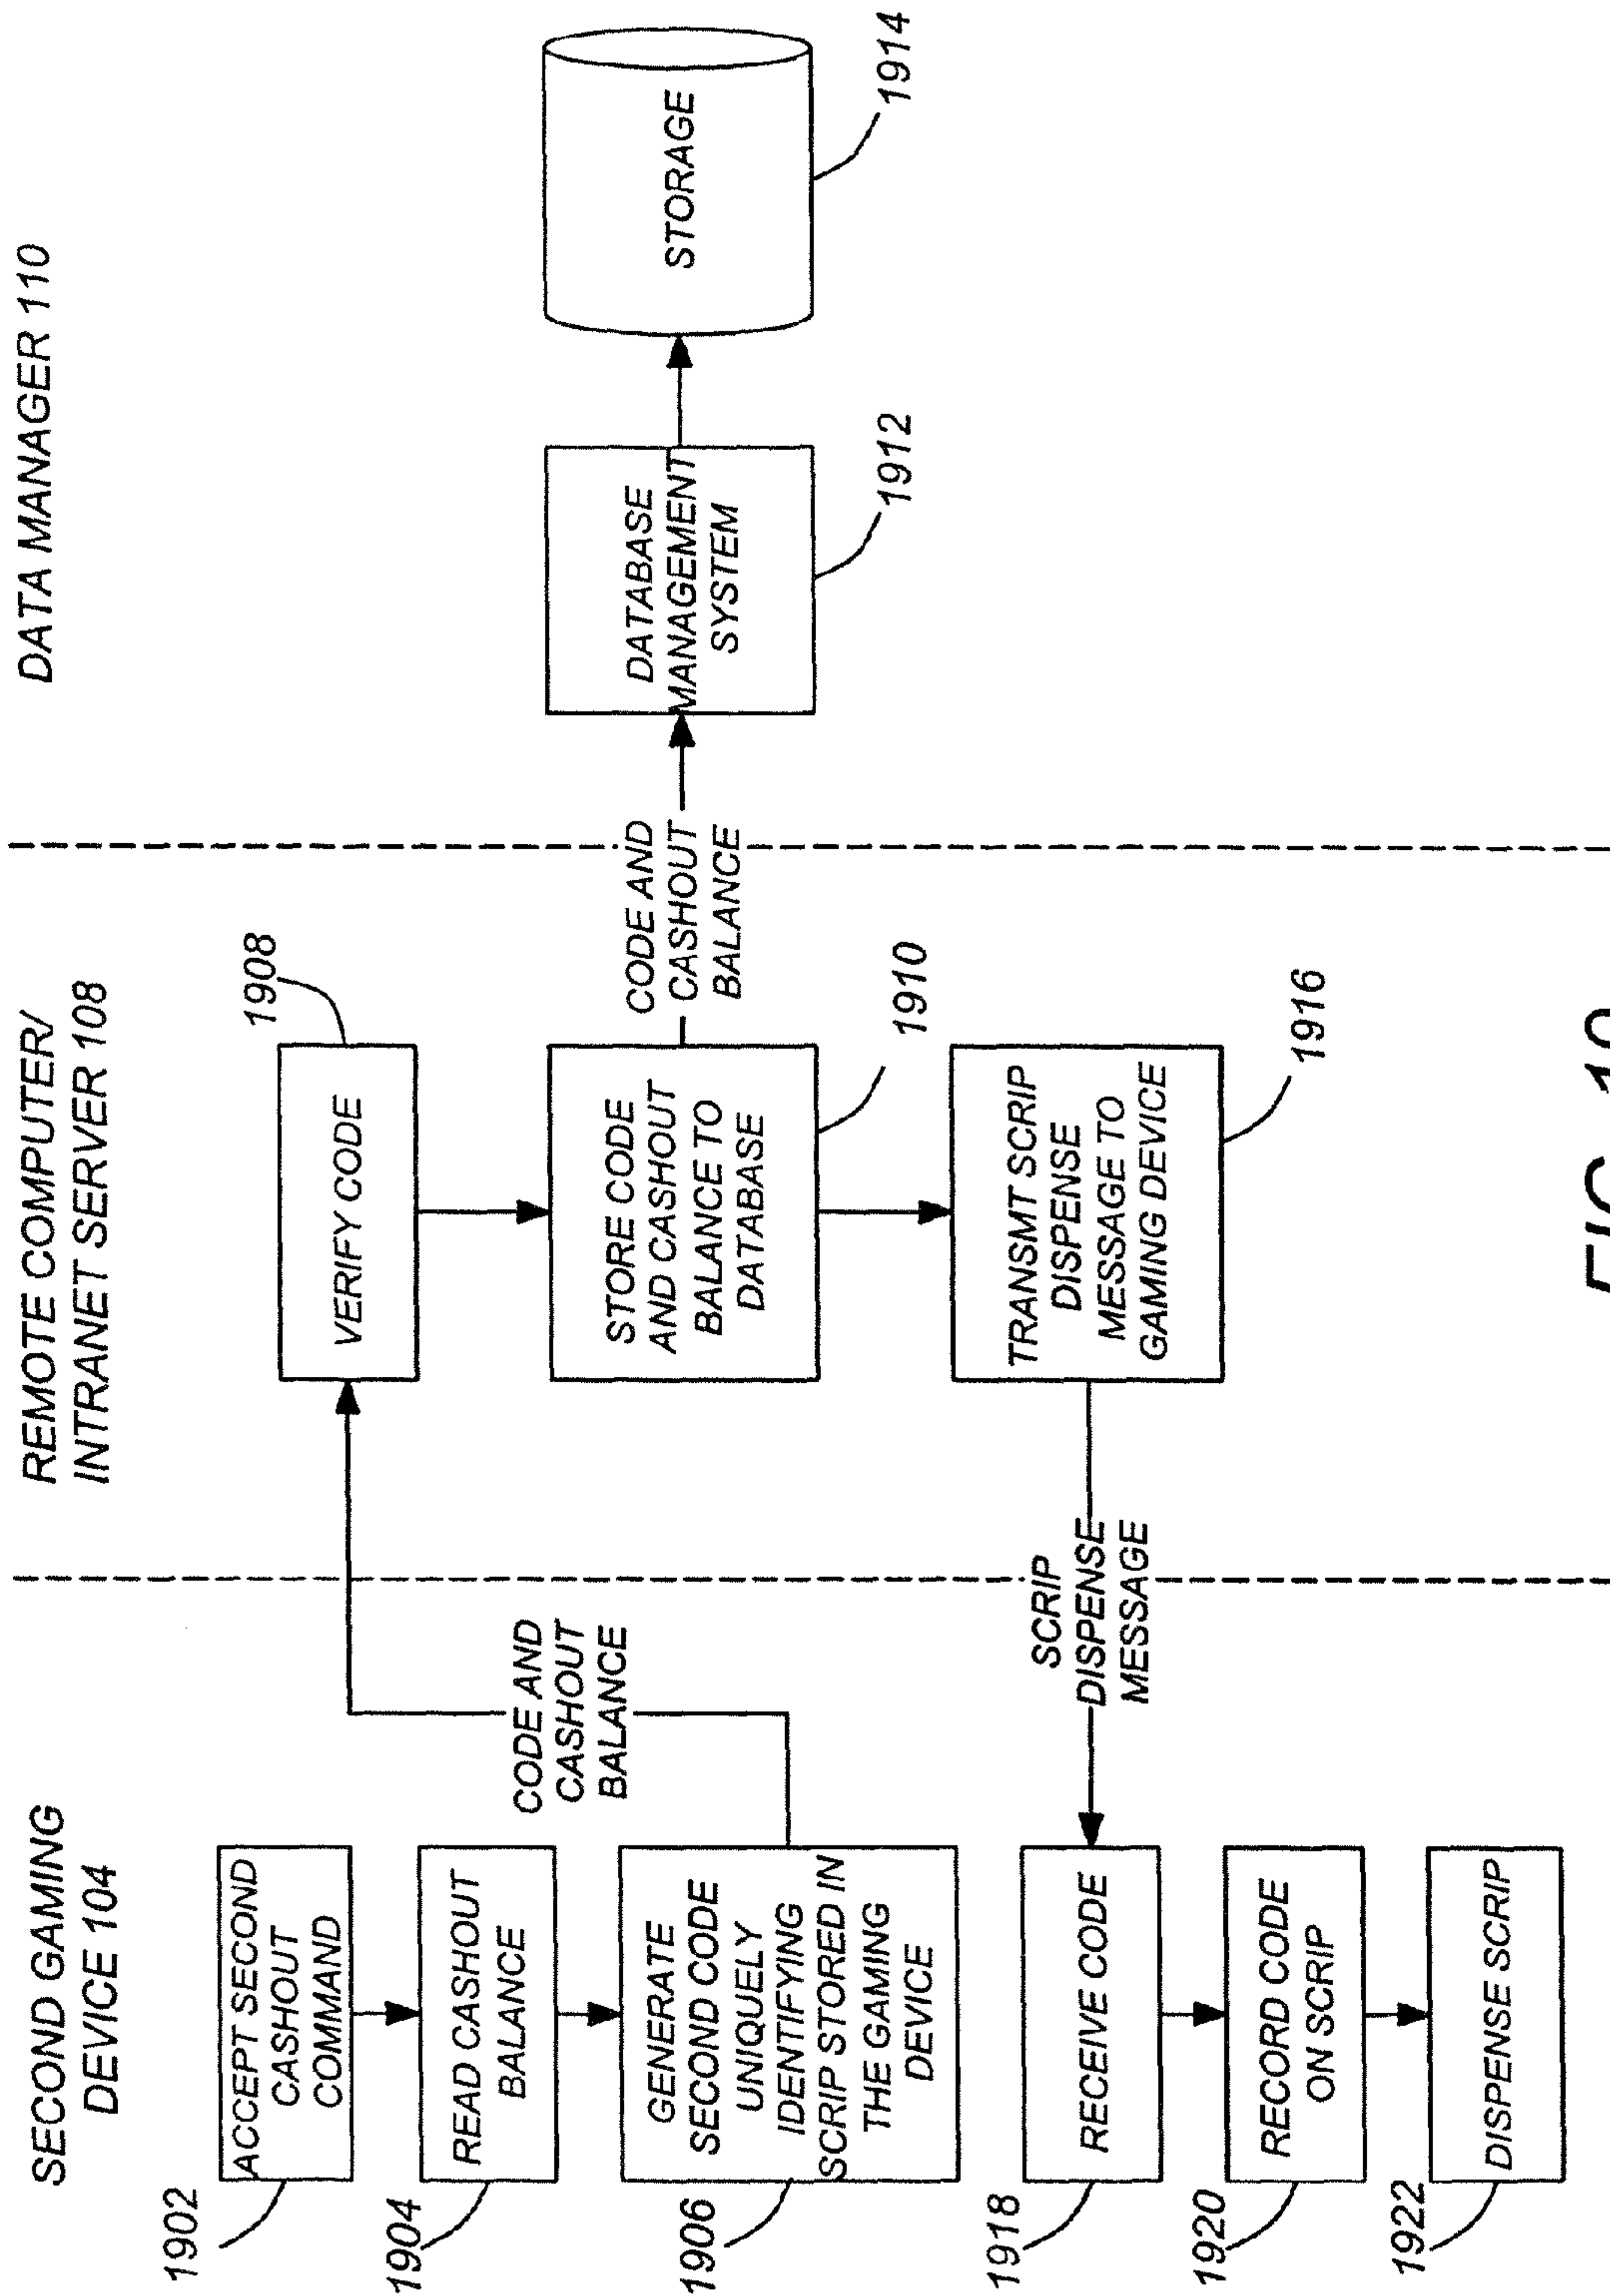 SECOND GAMING
DEVICE 104
REMOTE COMPUTER/
INTRANET SERVER 108
DATA MANAGER 110
1902
ACCEPT SECOND
CASHOUT
COMMAND
1904
READ CASHOUT
BALANCE
1906
GENERATE
SECOND CODE
UNIQUELY
IDENTIFYING
SCRIP STORED IN
THE GAMING
DEVICE
CODE AND
CASHOUT
BALANCE
1908
VERIFY CODE
STORE CODE
AND CASHOUT
BALANCE TO
DATABASE
1910
CODE AND
CASHOUT
BALANCE
DATABASE
MANAGEMENT
SYSTEM
1912
STORAGE
1914
TRANSMT SCRIP
DISPENSE
MESSAGE TO
GAMING DEVICE
1916
SCRIP
DISPENSE
MESSAGE
1918
RECEIVE CODE
1920
RECORD CODE
ON SCRIP
1922
DISPENSE SCRIP